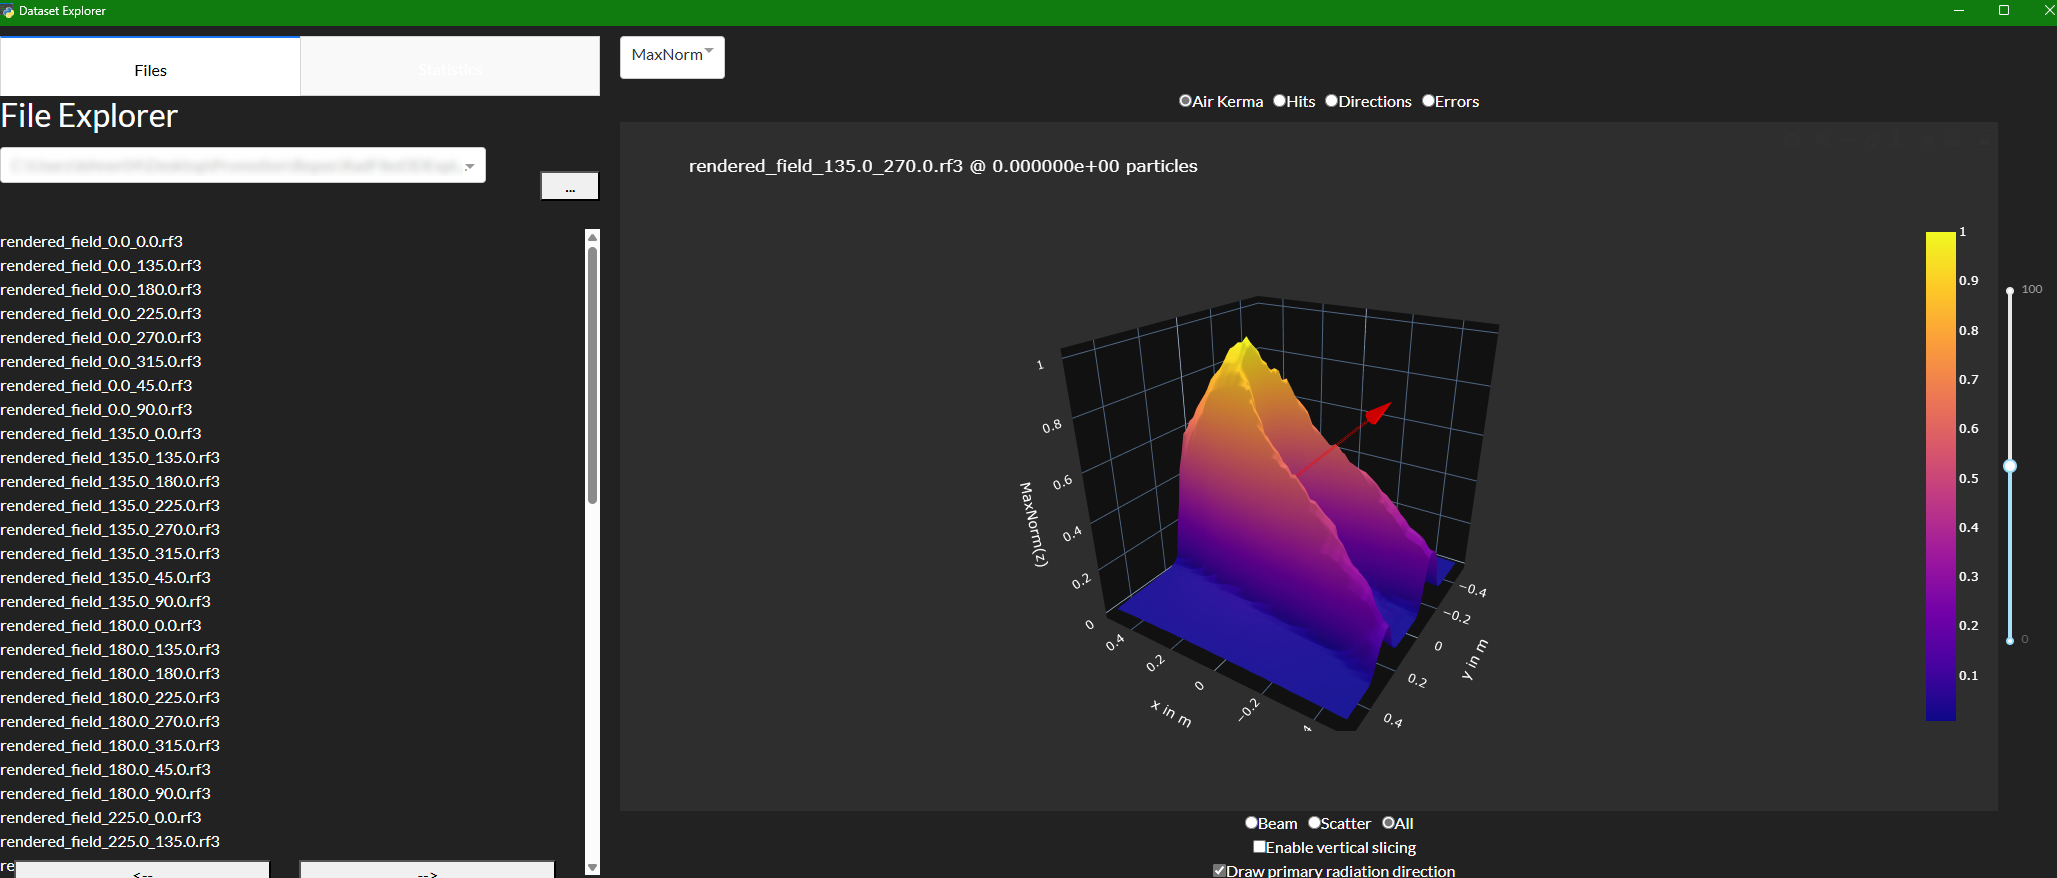 Dataset Explorer
Files
Statistics
File Explorer
...
rendered_field_0.0_0.0.rf3
rendered_field_0.0_135.0.rf3
rendered_field_0.0_180.0.rf3
rendered_field_0.0_225.0.rf3
rendered_field_0.0_270.0.rf3
rendered_field_0.0_315.0.rf3
rendered_field_0.0_45.0.rf3
rendered_field_0.0_90.0.rf3
rendered_field_135.0_0.0.rf3
rendered_field_135.0_135.0.rf3
rendered_field_135.0_180.0.rf3
rendered_field_135.0_225.0.rf3
rendered_field_135.0_270.0.rf3
rendered_field_135.0_315.0.rf3
rendered_field_135.0_45.0.rf3
rendered_field_135.0_90.0.rf3
rendered_field_180.0_0.0.rf3
rendered_field_180.0_135.0.rf3
rendered_field_180.0_180.0.rf3
rendered_field_180.0_225.0.rf3
rendered_field_180.0_270.0.rf3
rendered_field_180.0_315.0.rf3
rendered_field_180.0_45.0.rf3
rendered_field_180.0_90.0.rf3
rendered_field_225.0_0.0.rf3
rendered_field_225.0_135.0.rf3
re
<--
-->
MaxNorm
Air Kerma Hits Directions Errors
rendered_field_135.0_270.0.rf3 @ 0.000000e+00 particles
1
0.8
0.6
0.4
0.2
0
MaxNorm(z)
0.4
0.2
0
−0.2
4
x in m
−0.4
−0.2
0
0.2
0.4
y in m
1
0.9
0.8
0.7
0.6
0.5
0.4
0.3
0.2
0.1
100
0
Beam Scatter All
Enable vertical slicing
Draw primary radiation direction